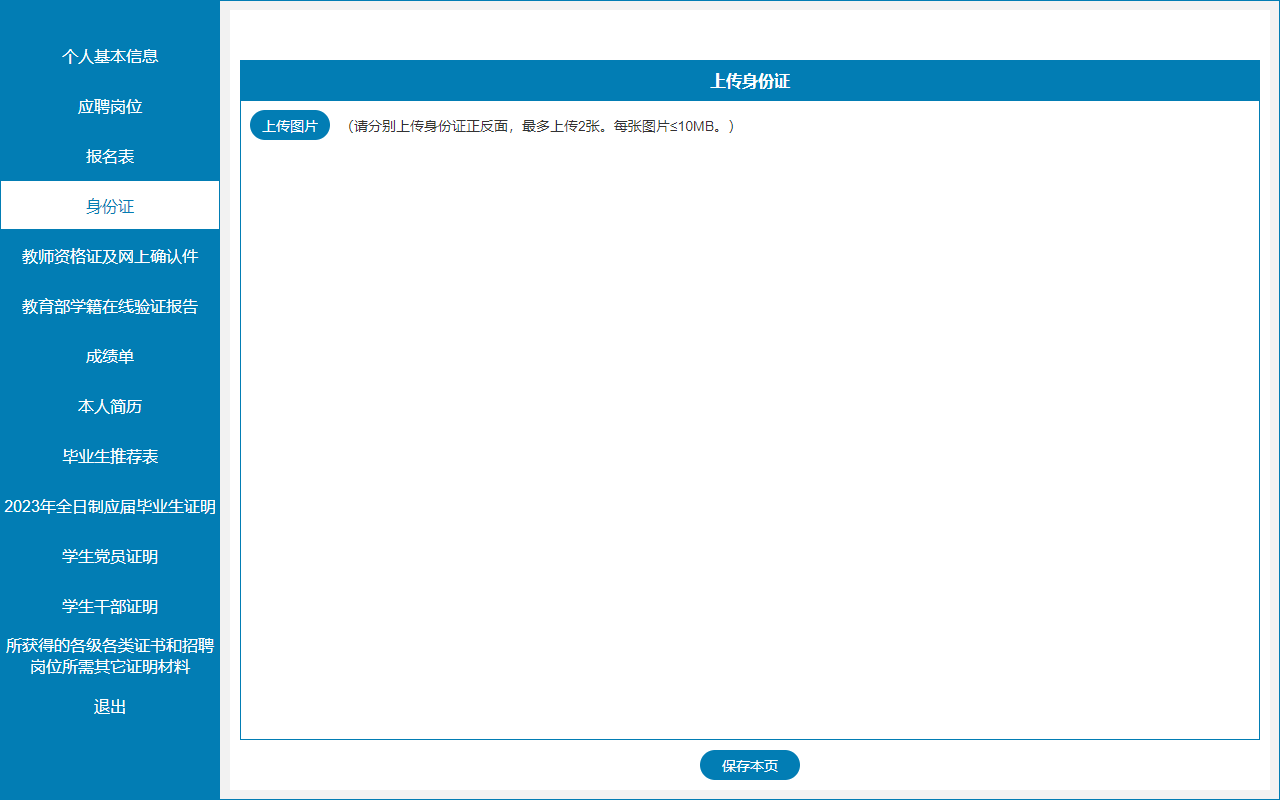 个人基本信息
应聘岗位
报名表
身份证
教师资格证及网上确认件
教育部学籍在线验证报告
成绩单
本人简历
毕业生推荐表
2023年全日制应届毕业生证明
学生党员证明
学生干部证明
所获得的各级各类证书和招聘
岗位所需其它证明材料
退出
上传身份证
上传图片 （请分别上传身份证正反面，最多上传2张。每张图片≤10MB。）
保存本页